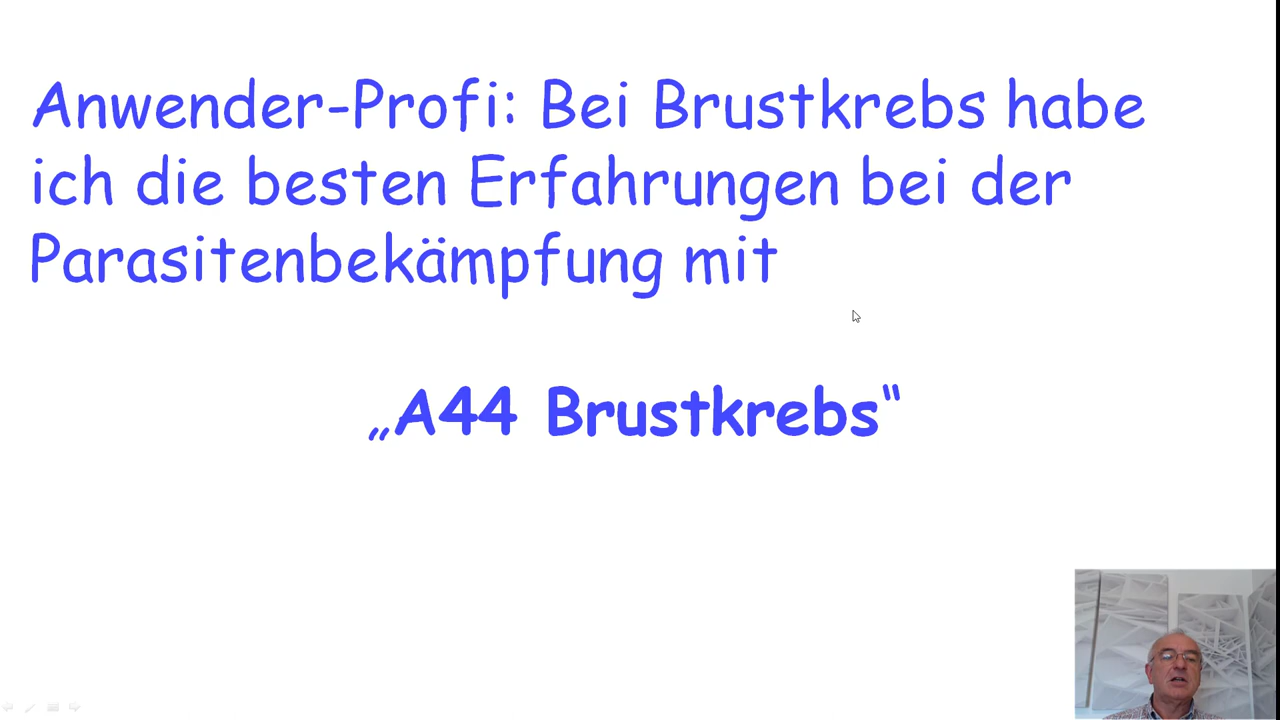 Anwender-Profi: Bei Brustkrebs habe
ich die besten Erfahrungen bei der
Parasitenbekämpfung mit
„A44 Brustkrebs“